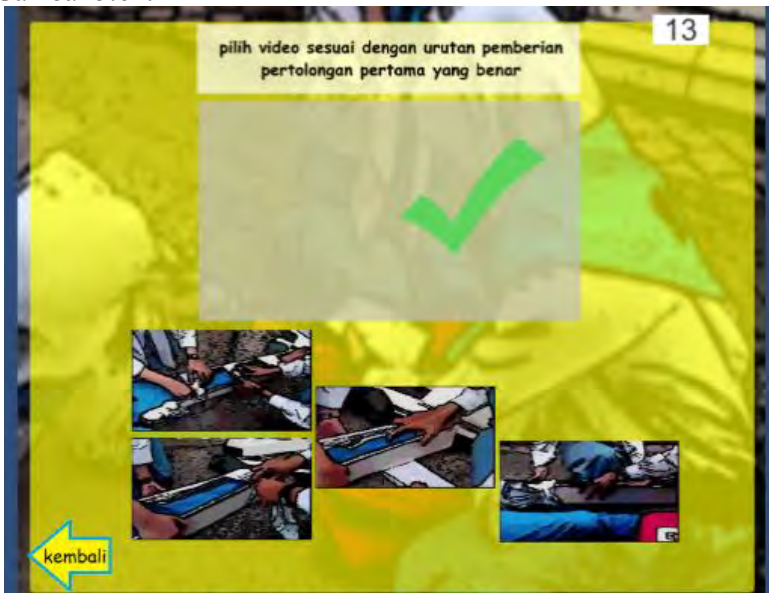 13
pilih video sesuai dengan urutan pemberian
pertolongan pertama yang benar
kembali